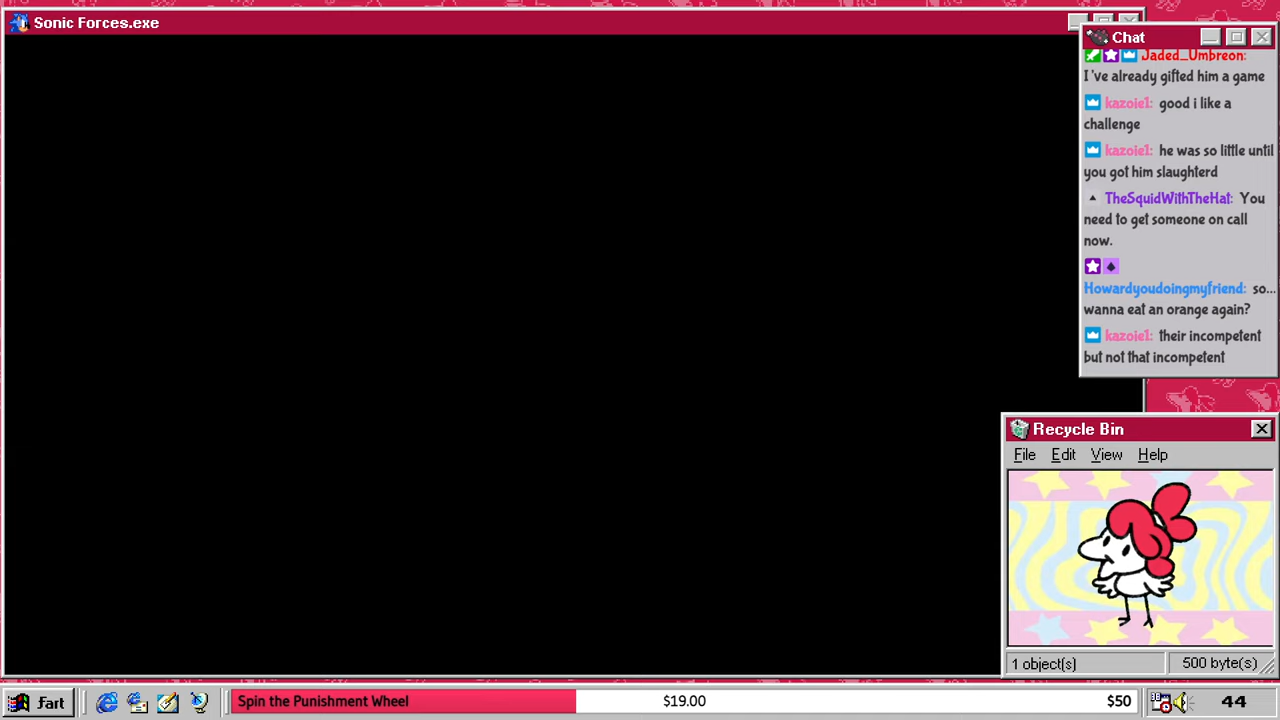 Sonic Forces.exe
Chat
Jaded_Umbreon:
I 've already gifted him a game
kazoie1: good i like a
challenge
kazoie1: he was so little until
you got him slaughterd
TheSquidWithTheHat: You
need to get someone on call
now.
Howardyoudoingmyfriend: so...
wanna eat an orange again?
kazoie1: their incompetent
but not that incompetent
Recycle Bin
File Edit View Help
1 object(s) 500 byte(s)
fart Spin the Punishment Wheel $19.00 $50 44